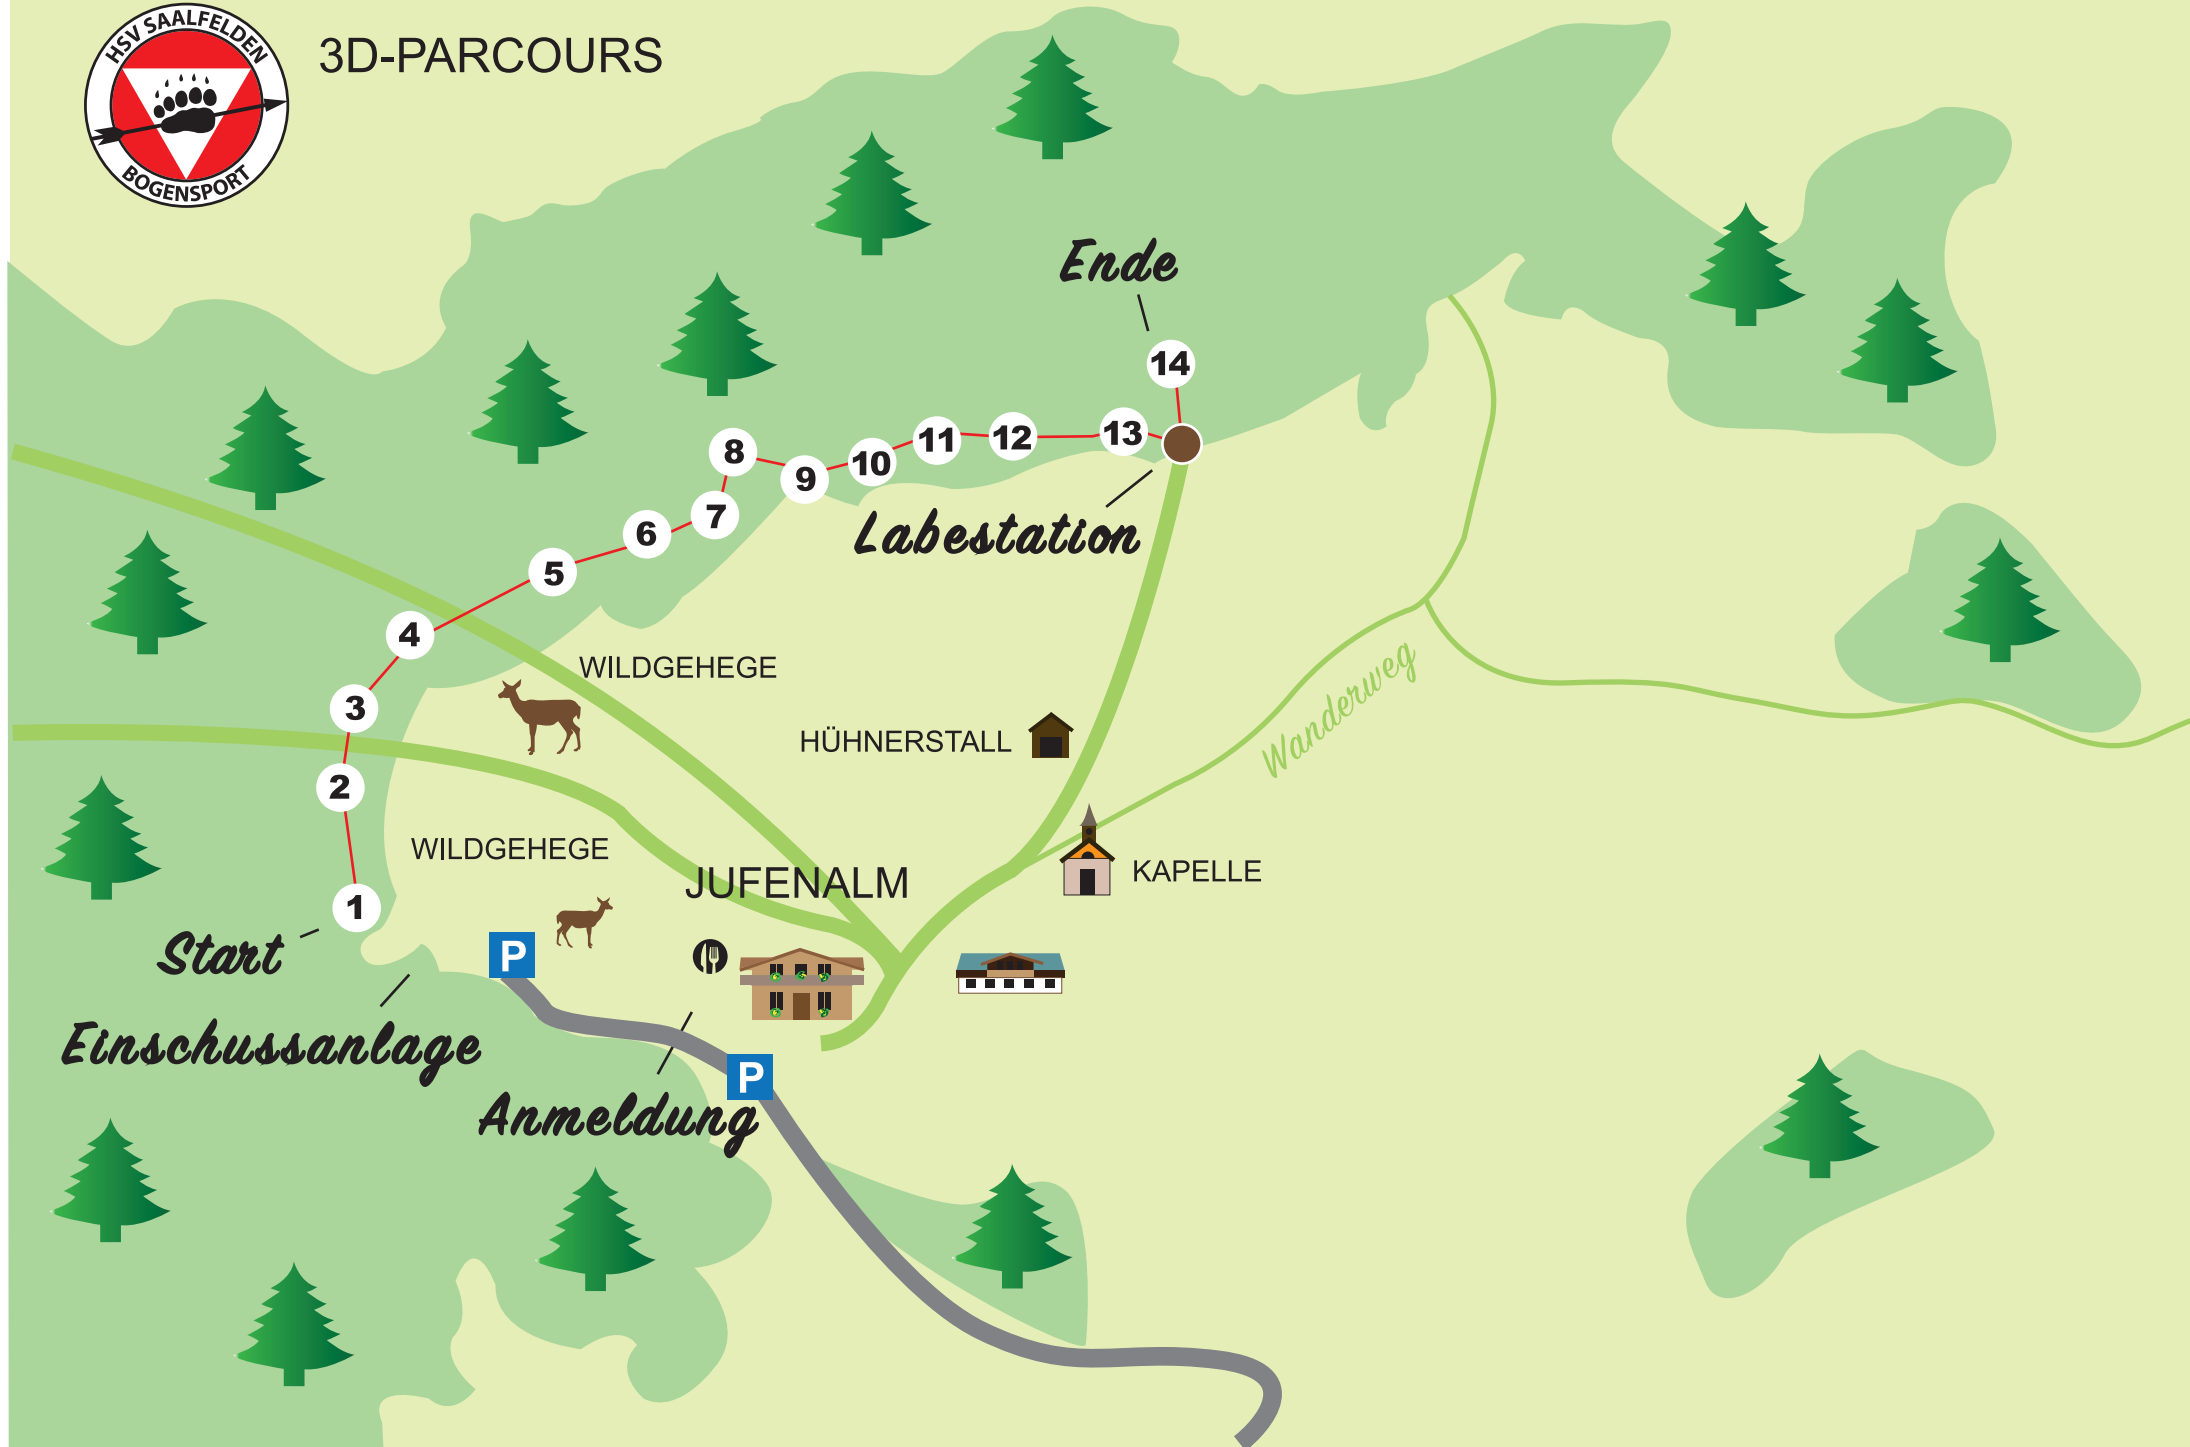 HSV SAALFELDEN
BOGENSPORT
3D-PARCOURS
Ende
14
8
9
10
11
12
13
7
6
Labestation
5
4
WILDGEHEGE
Wanderweg
3
HÜHNERSTALL
2
WILDGEHEGE
JUFENALM
KAPELLE
1
Start
P
Einschussanlage
P
Anmeldung